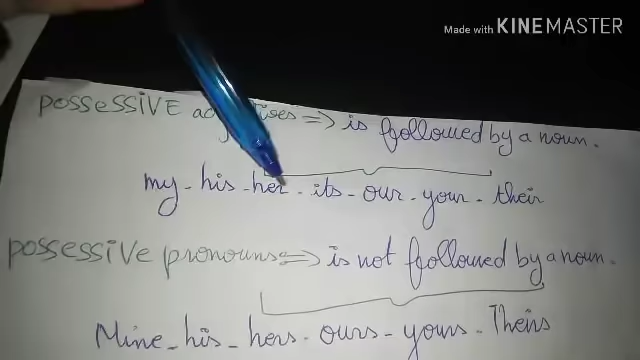 Made with KINEMASTER
possessive adjectives => is ffollowed by a noun.
my - his - her - its - our - your - their
possessive pronouns => is not ffollowed by a noun.
Mine - his - hers - ours - yours - Theirs